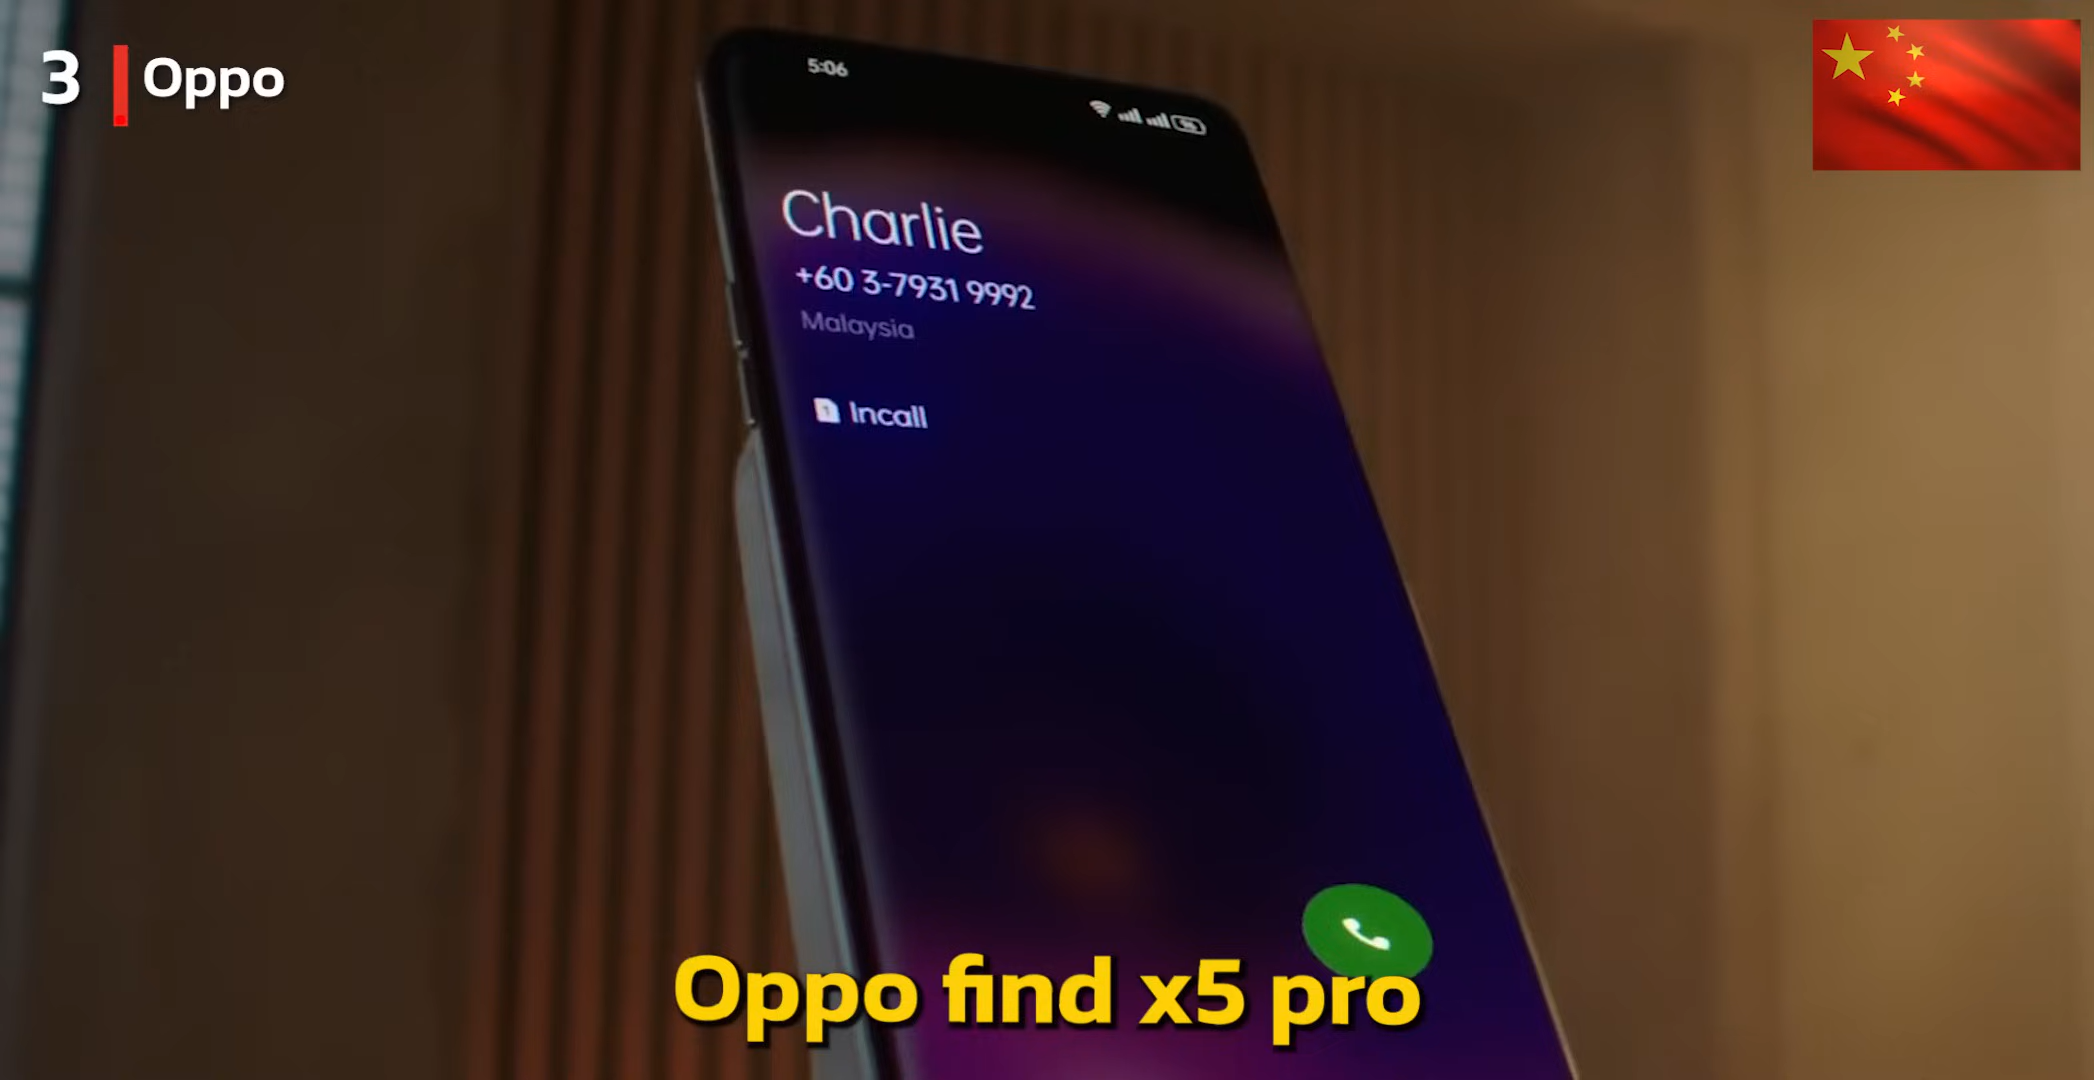 3 Oppo
5:06
Charlie
+60 3-7931 9992
Malaysia
Incall
Oppo find x5 pro